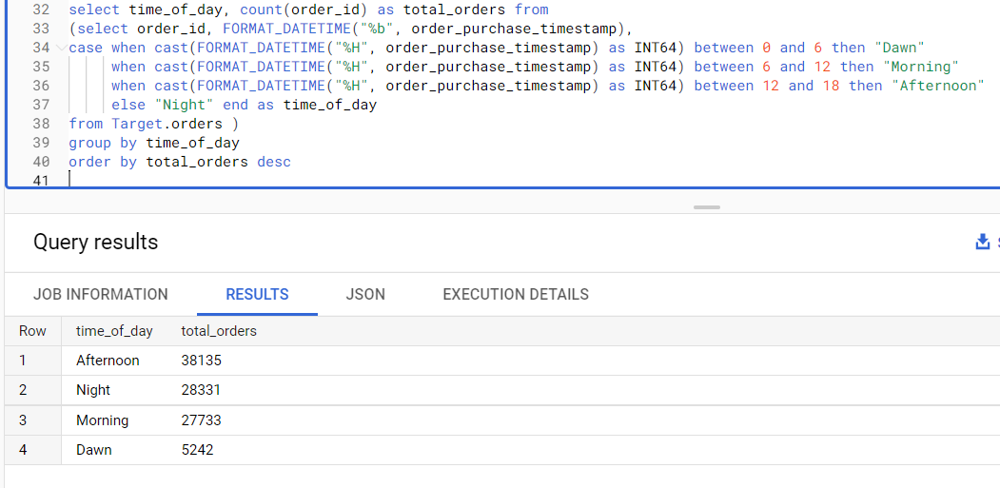 32 select time_of_day, count(order_id) as total_orders from
33 (select order_id, FORMAT_DATETIME("%b", order_purchase_timestamp),
34 case when cast(FORMAT_DATETIME("%H", order_purchase_timestamp) as INT64) between 0 and 6 then "Dawn"
35 when cast(FORMAT_DATETIME("%H", order_purchase_timestamp) as INT64) between 6 and 12 then "Morning"
36 when cast(FORMAT_DATETIME("%H", order_purchase_timestamp) as INT64) between 12 and 18 then "Afternoon"
37 else "Night" end as time_of_day
38 from Target.orders )
39 group by time_of_day
40 order by total_orders desc
41
Query results
JOB INFORMATION RESULTS JSON EXECUTION DETAILS
Row time_of_day total_orders
1 Afternoon 38135
2 Night 28331
3 Morning 27733
4 Dawn 5242